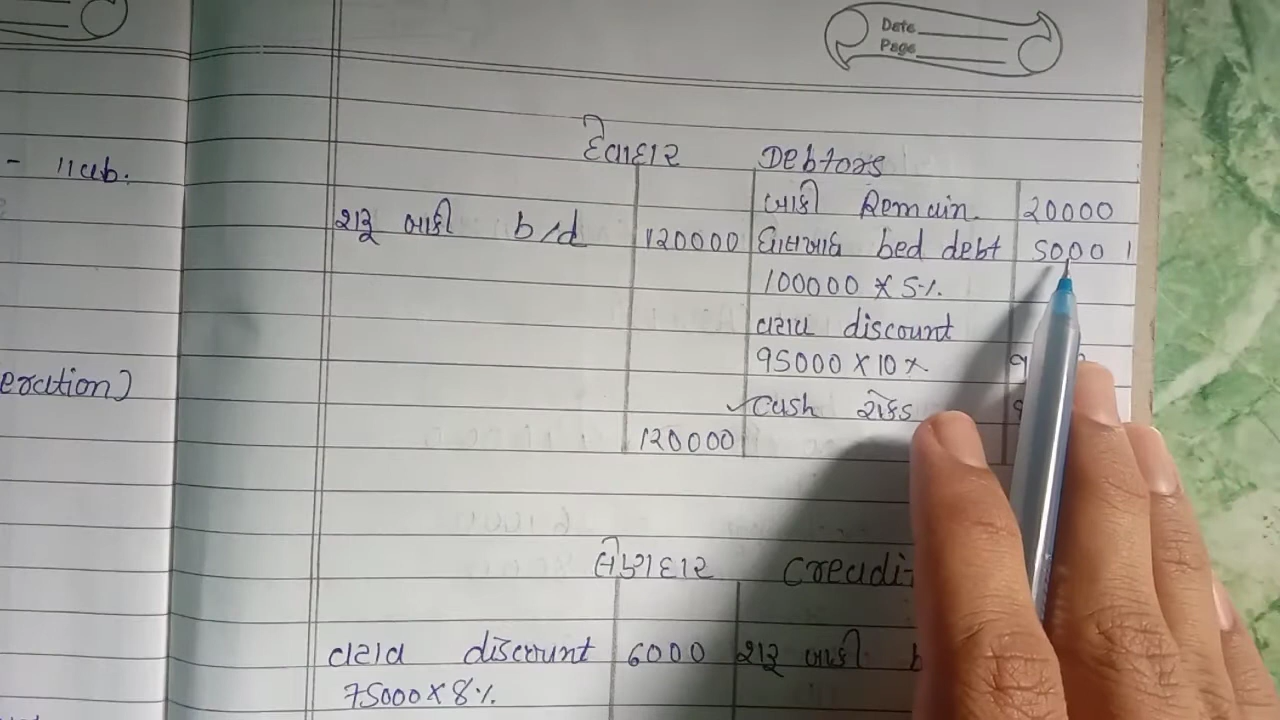 Date
Page
- પાકb.
દેવાદાર Debtors
બાકી Remain. 20000
શરૂ બાકી b/d 120000 ઘાલખાધ bed debt 5000
100000 × 5%
વટાવ discount
95000 × 10 %
eration)
✓ Cash રોકડ
120000
લેણદાર
વટાવ discount 6000 શરૂ બાકી b
75000 × 8%